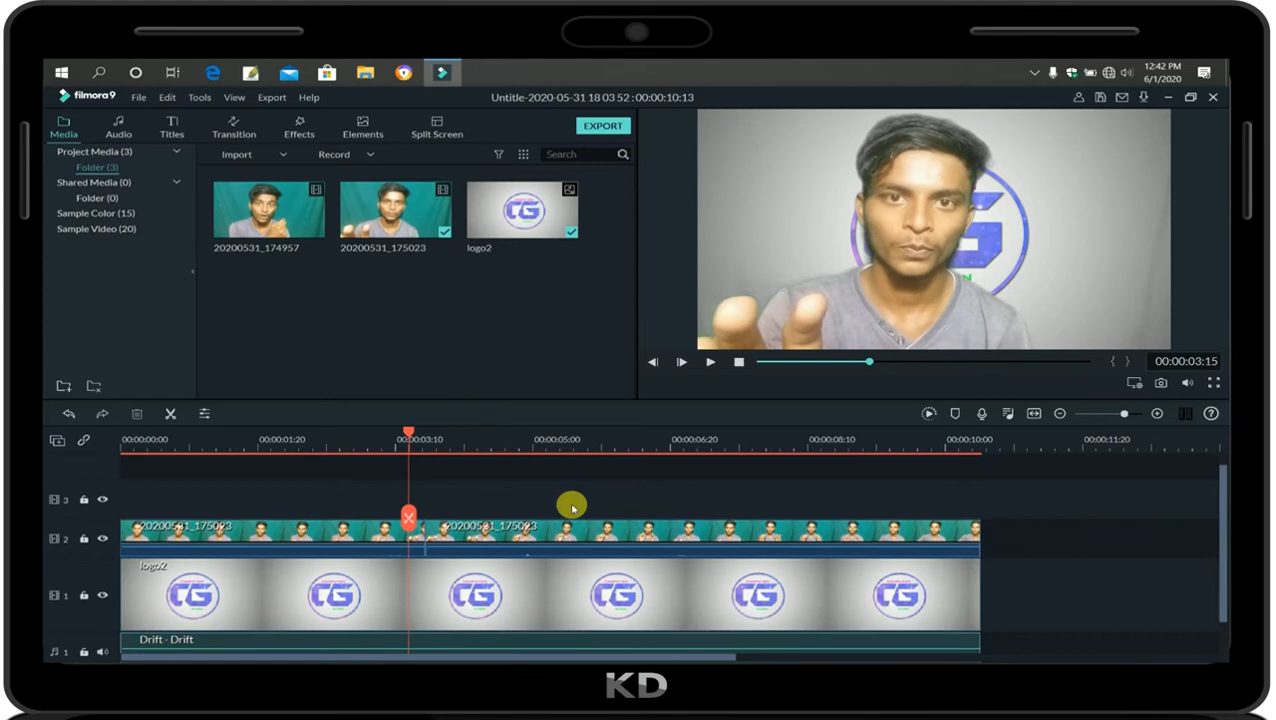 12:42 PM
6/1/2020
filmora9
File Edit Tools View Export Help
Untitle-2020-05-31 18 03 52 : 00:00:10:13
Media Audio Titles Transition Effects Elements Split Screen
EXPORT
Project Media (3)
Folder (3)
Shared Media (0)
Folder (0)
Sample Color (15)
Sample Video (20)
Import Record Search
20200531_174957 20200531_175023 logo2
00:00:03:15
00:00:00:00 00:00:01:20 00:00:03:10 00:00:05:00 00:00:06:20 00:00:08:10 00:00:10:00 00:00:11:20
3
20200531_175023 20200531_175023
2
logo2
1
Drift - Drift
1
KD